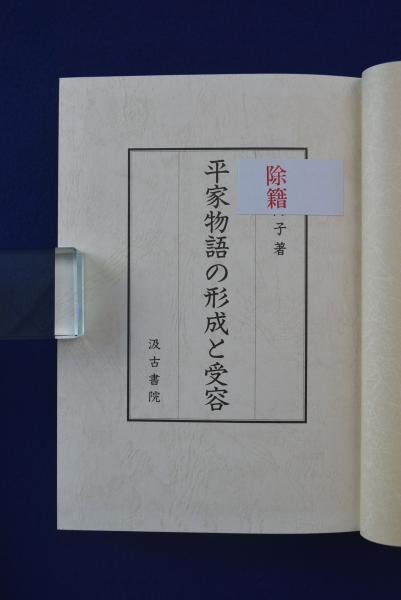 除籍
子著
平家物語の形成と受容
汲古書院